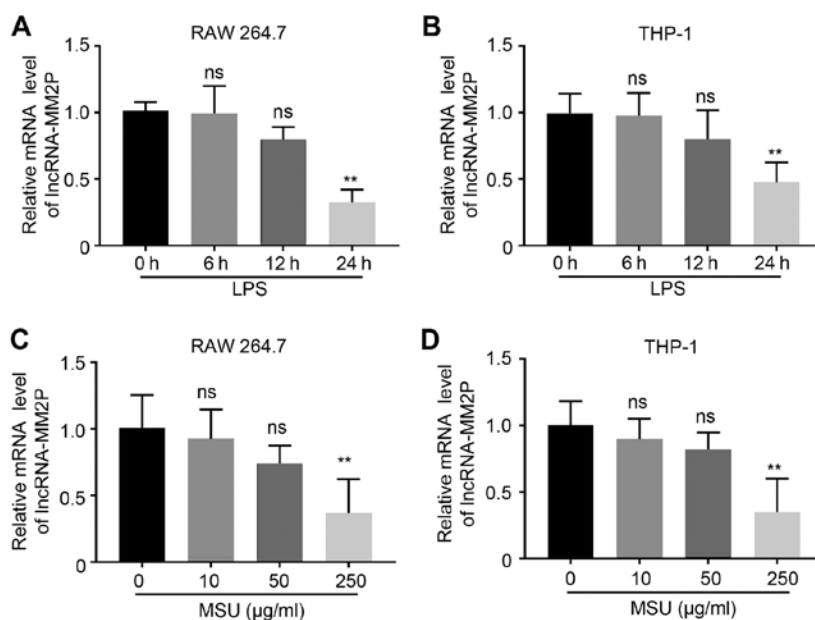 A
RAW 264.7
Relative mRNA level
of lncRNA-MM2P
1.5
1.0
0.5
0
ns
ns
**
0 h 6 h 12 h 24 h
LPS
B
THP-1
Relative mRNA level
of lncRNA-MM2P
1.5
1.0
0.5
0
ns
ns
**
0 h 6 h 12 h 24 h
LPS
C
RAW 264.7
Relative mRNA level
of lncRNA-MM2P
1.5
1.0
0.5
0
ns
ns
**
0 10 50 250
MSU (µg/ml)
D
THP-1
Relative mRNA level
of lncRNA-MM2P
1.5
1.0
0.5
0
ns
ns
**
0 10 50 250
MSU (µg/ml)